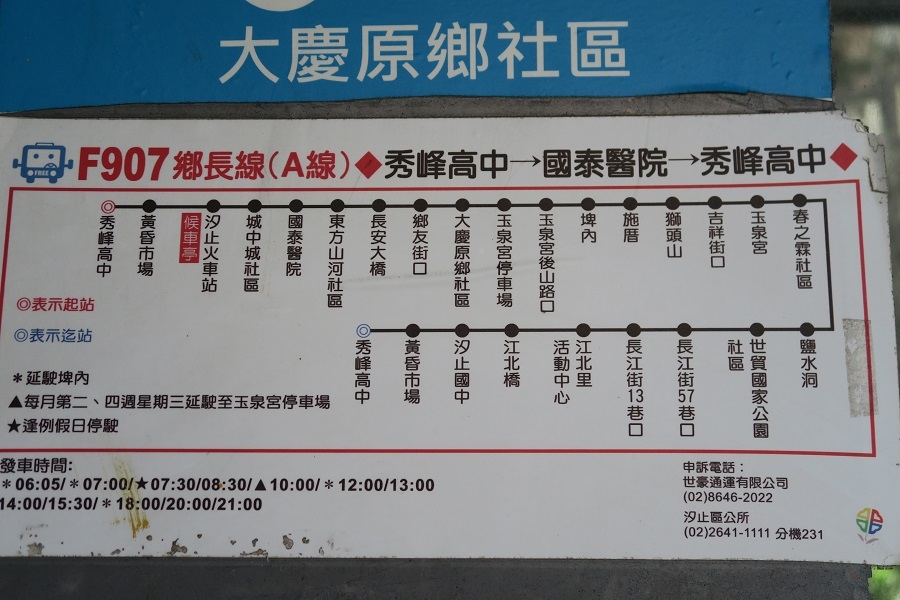 大慶原鄉社區
FREE F907鄉長線(A線)◆秀峰高中→國泰醫院→秀峰高中◆
秀峰高中
黃昏市場
候車亭
汐止火車站
城中城社區
國泰醫院
東方山河社區
長安大橋
鄉友街口
大慶原鄉社區
玉泉宮停車場
玉泉宮後山路口
埤內
施厝
獅頭山
吉祥街口
玉泉宮
春之霖社區
◎表示起站
◎表示迄站
秀峰高中
黃昏市場
汐止國中
江北橋
江北里
活動中心
長江街13巷口
長江街57巷口
世貿國家公園
社區
鹽水洞
＊延駛埤內
▲每月第二、四週星期三延駛至玉泉宮停車場
★逢例假日停駛
發車時間:
＊06:05/＊07:00/★07:30/08:30/▲10:00/＊12:00/13:00
14:00/15:30/＊18:00/20:00/21:00
申訴電話：
世豪通運有限公司
(02)8646-2022
汐止區公所
(02)2641-1111 分機231